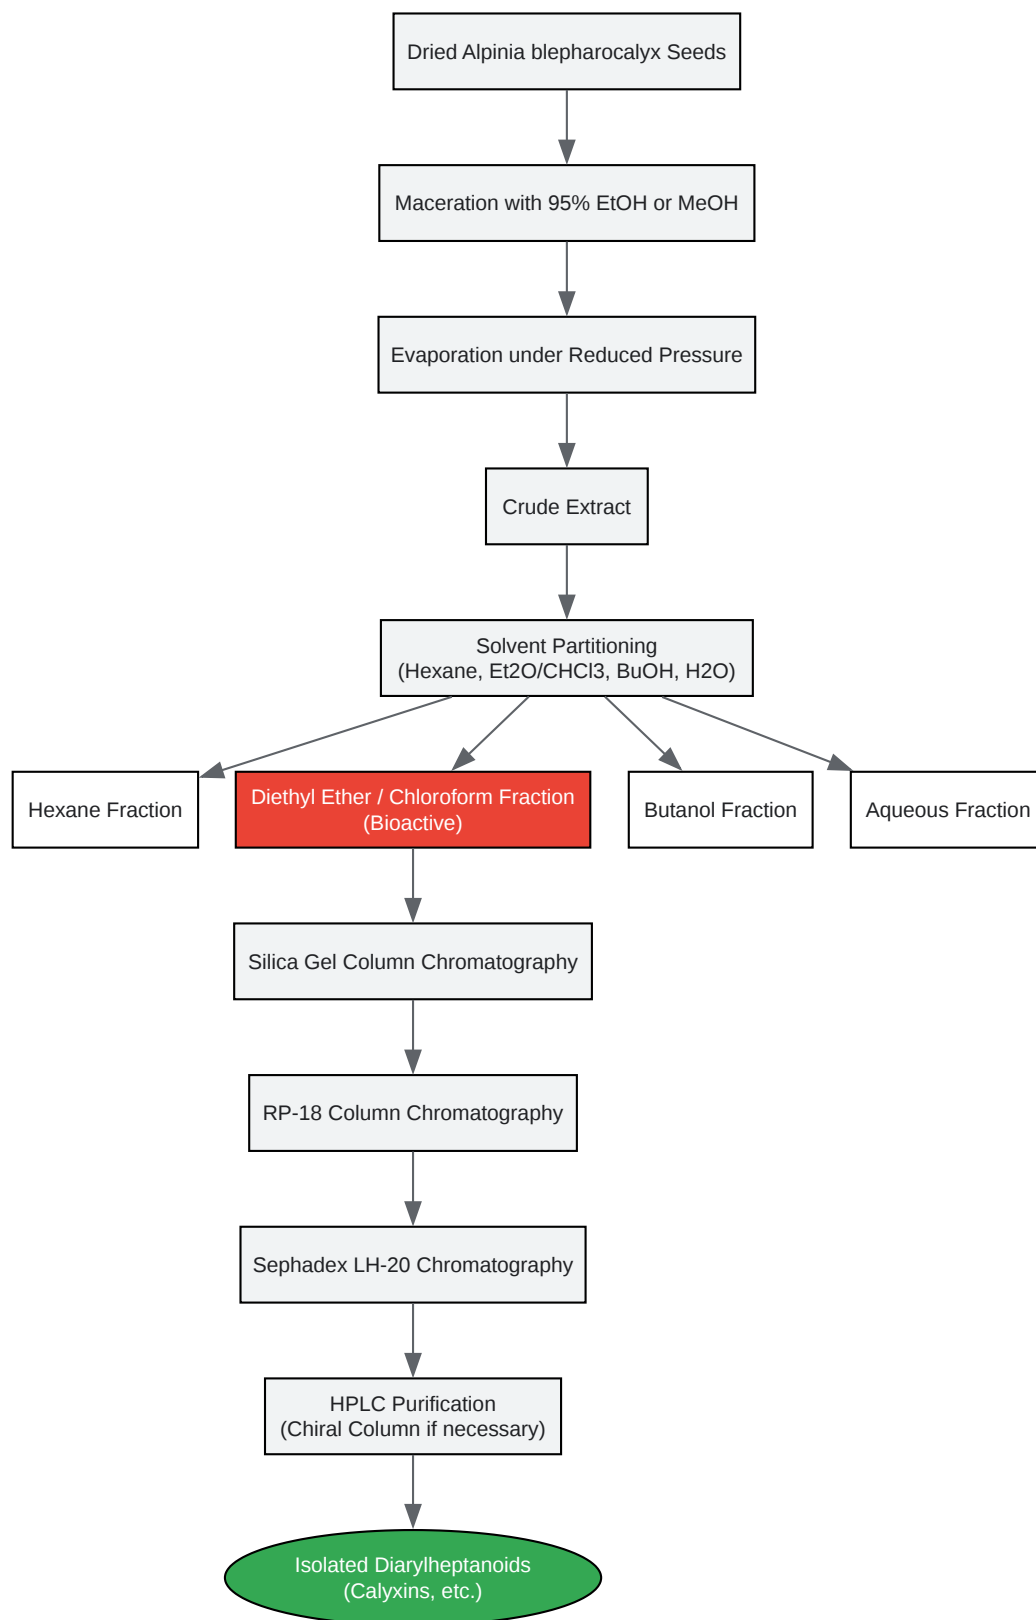 Dried Alpinia blepharocalyx Seeds
Maceration with 95% EtOH or MeOH
Evaporation under Reduced Pressure
Crude Extract
Solvent Partitioning
(Hexane, Et2O/CHCl3, BuOH, H2O)
Hexane Fraction
Diethyl Ether / Chloroform Fraction
(Bioactive)
Butanol Fraction
Aqueous Fraction
Silica Gel Column Chromatography
RP-18 Column Chromatography
Sephadex LH-20 Chromatography
HPLC Purification
(Chiral Column if necessary)
Isolated Diarylheptanoids
(Calyxins, etc.)